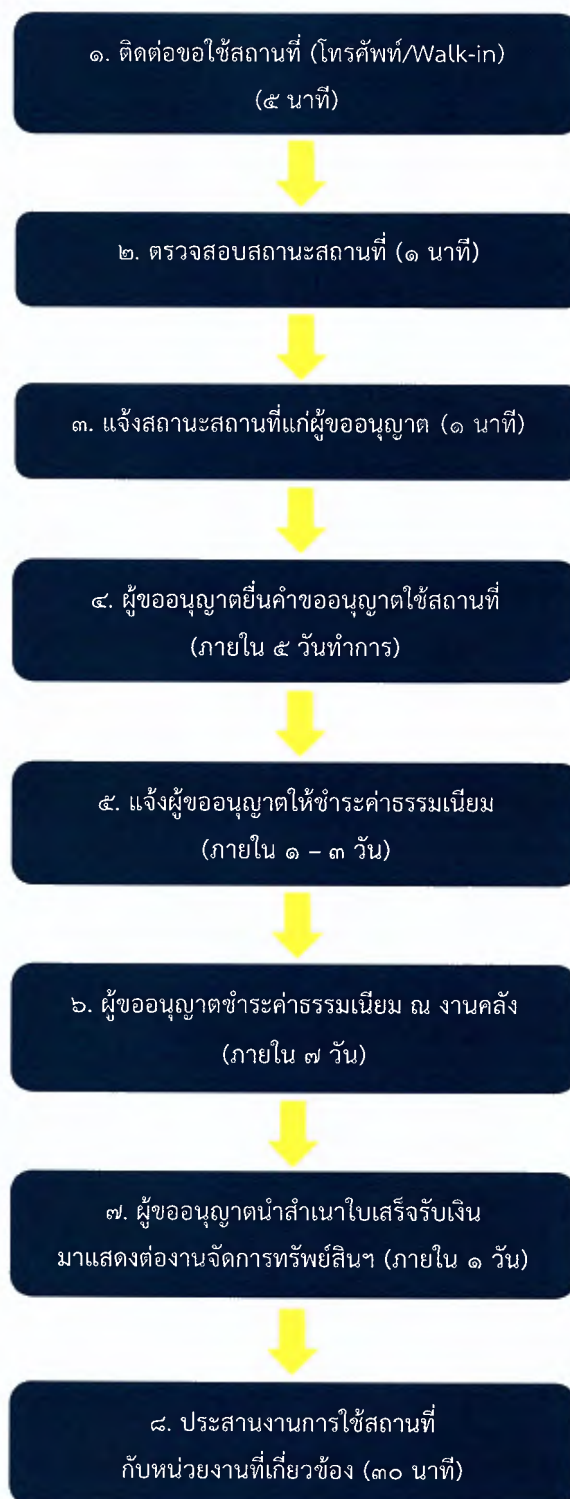 ๑. ติดต่อขอใช้สถานที่ (โทรศัพท์/Walk-in)
(๕ นาที)
๒. ตรวจสอบสถานะสถานที่ (๑ นาที)
๓. แจ้งสถานะสถานที่แก่ผู้ขออนุญาต (๑ นาที)
๔. ผู้ขออนุญาตยื่นคำขออนุญาตใช้สถานที่
(ภายใน ๕ วันทำการ)
๕. แจ้งผู้ขออนุญาตให้ชำระค่าธรรมเนียม
(ภายใน ๑ – ๓ วัน)
๖. ผู้ขออนุญาตชำระค่าธรรมเนียม ณ งานคลัง
(ภายใน ๗ วัน)
๗. ผู้ขออนุญาตนำสำเนาใบเสร็จรับเงิน
มาแสดงต่องานจัดการทรัพย์สินฯ (ภายใน ๑ วัน)
๘. ประสานงานการใช้สถานที่
กับหน่วยงานที่เกี่ยวข้อง (๓๐ นาที)